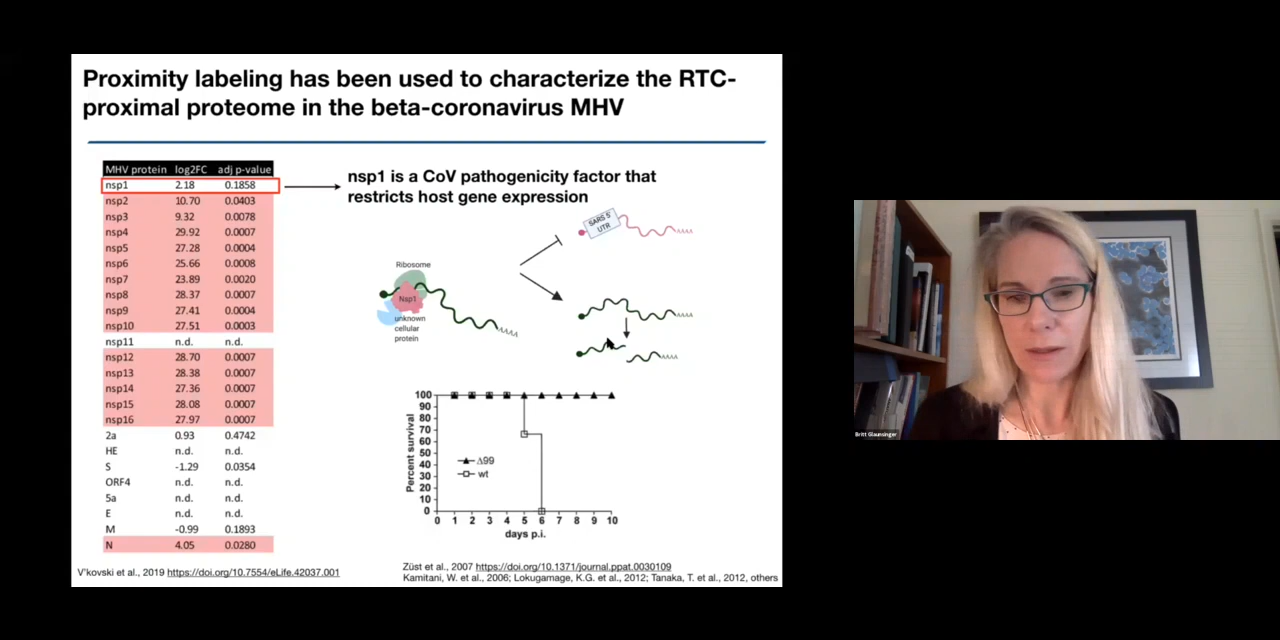 Proximity labeling has been used to characterize the RTC-
proximal proteome in the beta-coronavirus MHV
MHV protein log2FC adj p-value
nsp1 2.18 0.1858
nsp2 10.70 0.0403
nsp3 9.32 0.0078
nsp4 29.92 0.0007
nsp5 27.28 0.0004
nsp6 25.66 0.0008
nsp7 23.89 0.0020
nsp8 28.37 0.0007
nsp9 27.41 0.0004
nsp10 27.51 0.0003
nsp11 n.d. n.d.
nsp12 28.70 0.0007
nsp13 28.38 0.0007
nsp14 27.36 0.0007
nsp15 28.08 0.0007
nsp16 27.97 0.0007
2a 0.93 0.4742
HE n.d. n.d.
S -1.29 0.0354
ORF4 n.d. n.d.
5a n.d. n.d.
E n.d. n.d.
M -0.99 0.1893
N 4.05 0.0280
V'kovski et al., 2019 https://doi.org/10.7554/eLife.42037.001
nsp1 is a CoV pathogenicity factor that
restricts host gene expression
SARS 5'
UTR
AAAA
Ribosome
Nsp1
unknown
cellular
protein
AAAA
AAAA
AAAA
Percent survival
100
90
80
70
60
50
40
30
20
10
0
Δ99
wt
0 1 2 3 4 5 6 7 8 9 10
days p.i.
Züst et al., 2007 https://doi.org/10.1371/journal.ppat.0030109
Kamitani, W. et al., 2006; Lokugamage, K.G. et al., 2012; Tanaka, T. et al., 2012, others
Britt Glaunsinger